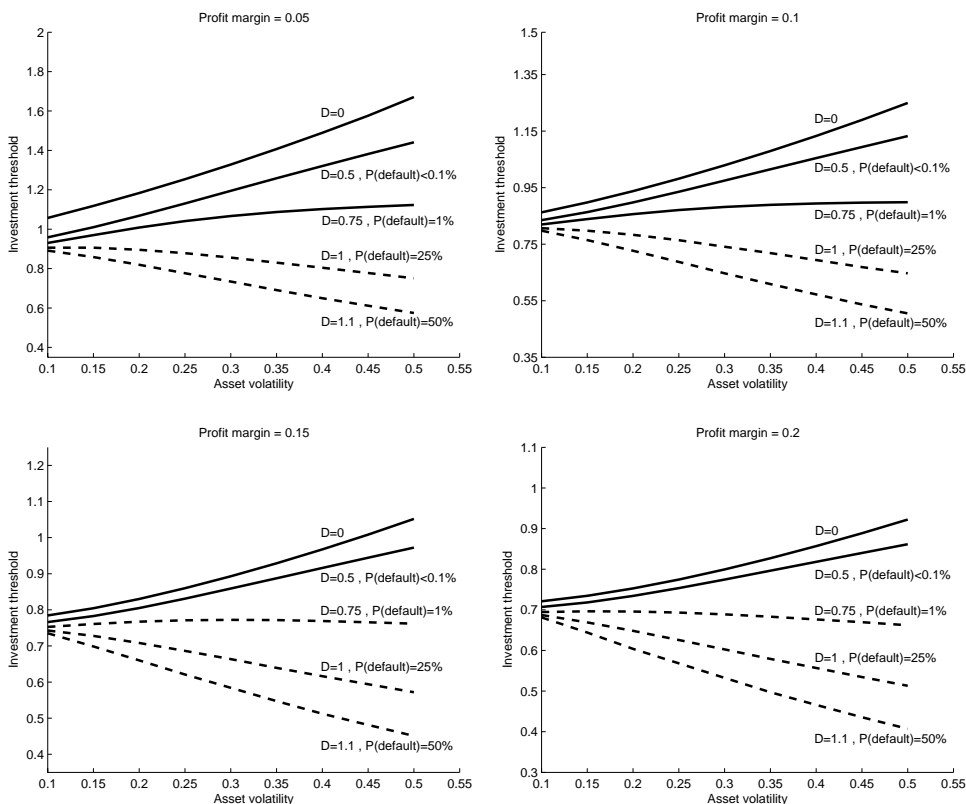 Profit margin = 0.05
2
1.8
1.6
1.4
1.2
1
0.8
0.6
0.4
Investment threshold
D=0
D=0.5 , P(default)<0.1%
D=0.75 , P(default)=1%
D=1 , P(default)=25%
D=1.1 , P(default)=50%
0.1 0.15 0.2 0.25 0.3 0.35 0.4 0.45 0.5 0.55
Asset volatility
Profit margin = 0.1
1.5
1.35
1.15
0.95
0.75
0.55
0.35
Investment threshold
D=0
D=0.5 , P(default)<0.1%
D=0.75 , P(default)=1%
D=1 , P(default)=25%
D=1.1 , P(default)=50%
0.1 0.15 0.2 0.25 0.3 0.35 0.4 0.45 0.5 0.55
Asset volatility
Profit margin = 0.15
1.2
1.1
1
0.9
0.8
0.7
0.6
0.5
0.4
Investment threshold
D=0
D=0.5 , P(default)<0.1%
D=0.75 , P(default)=1%
D=1 , P(default)=25%
D=1.1 , P(default)=50%
0.1 0.15 0.2 0.25 0.3 0.35 0.4 0.45 0.5 0.55
Asset volatility
Profit margin = 0.2
1.1
1
0.9
0.8
0.7
0.6
0.5
0.4
0.3
Investment threshold
D=0
D=0.5 , P(default)<0.1%
D=0.75 , P(default)=1%
D=1 , P(default)=25%
D=1.1 , P(default)=50%
0.1 0.15 0.2 0.25 0.3 0.35 0.4 0.45 0.5 0.55
Asset volatility